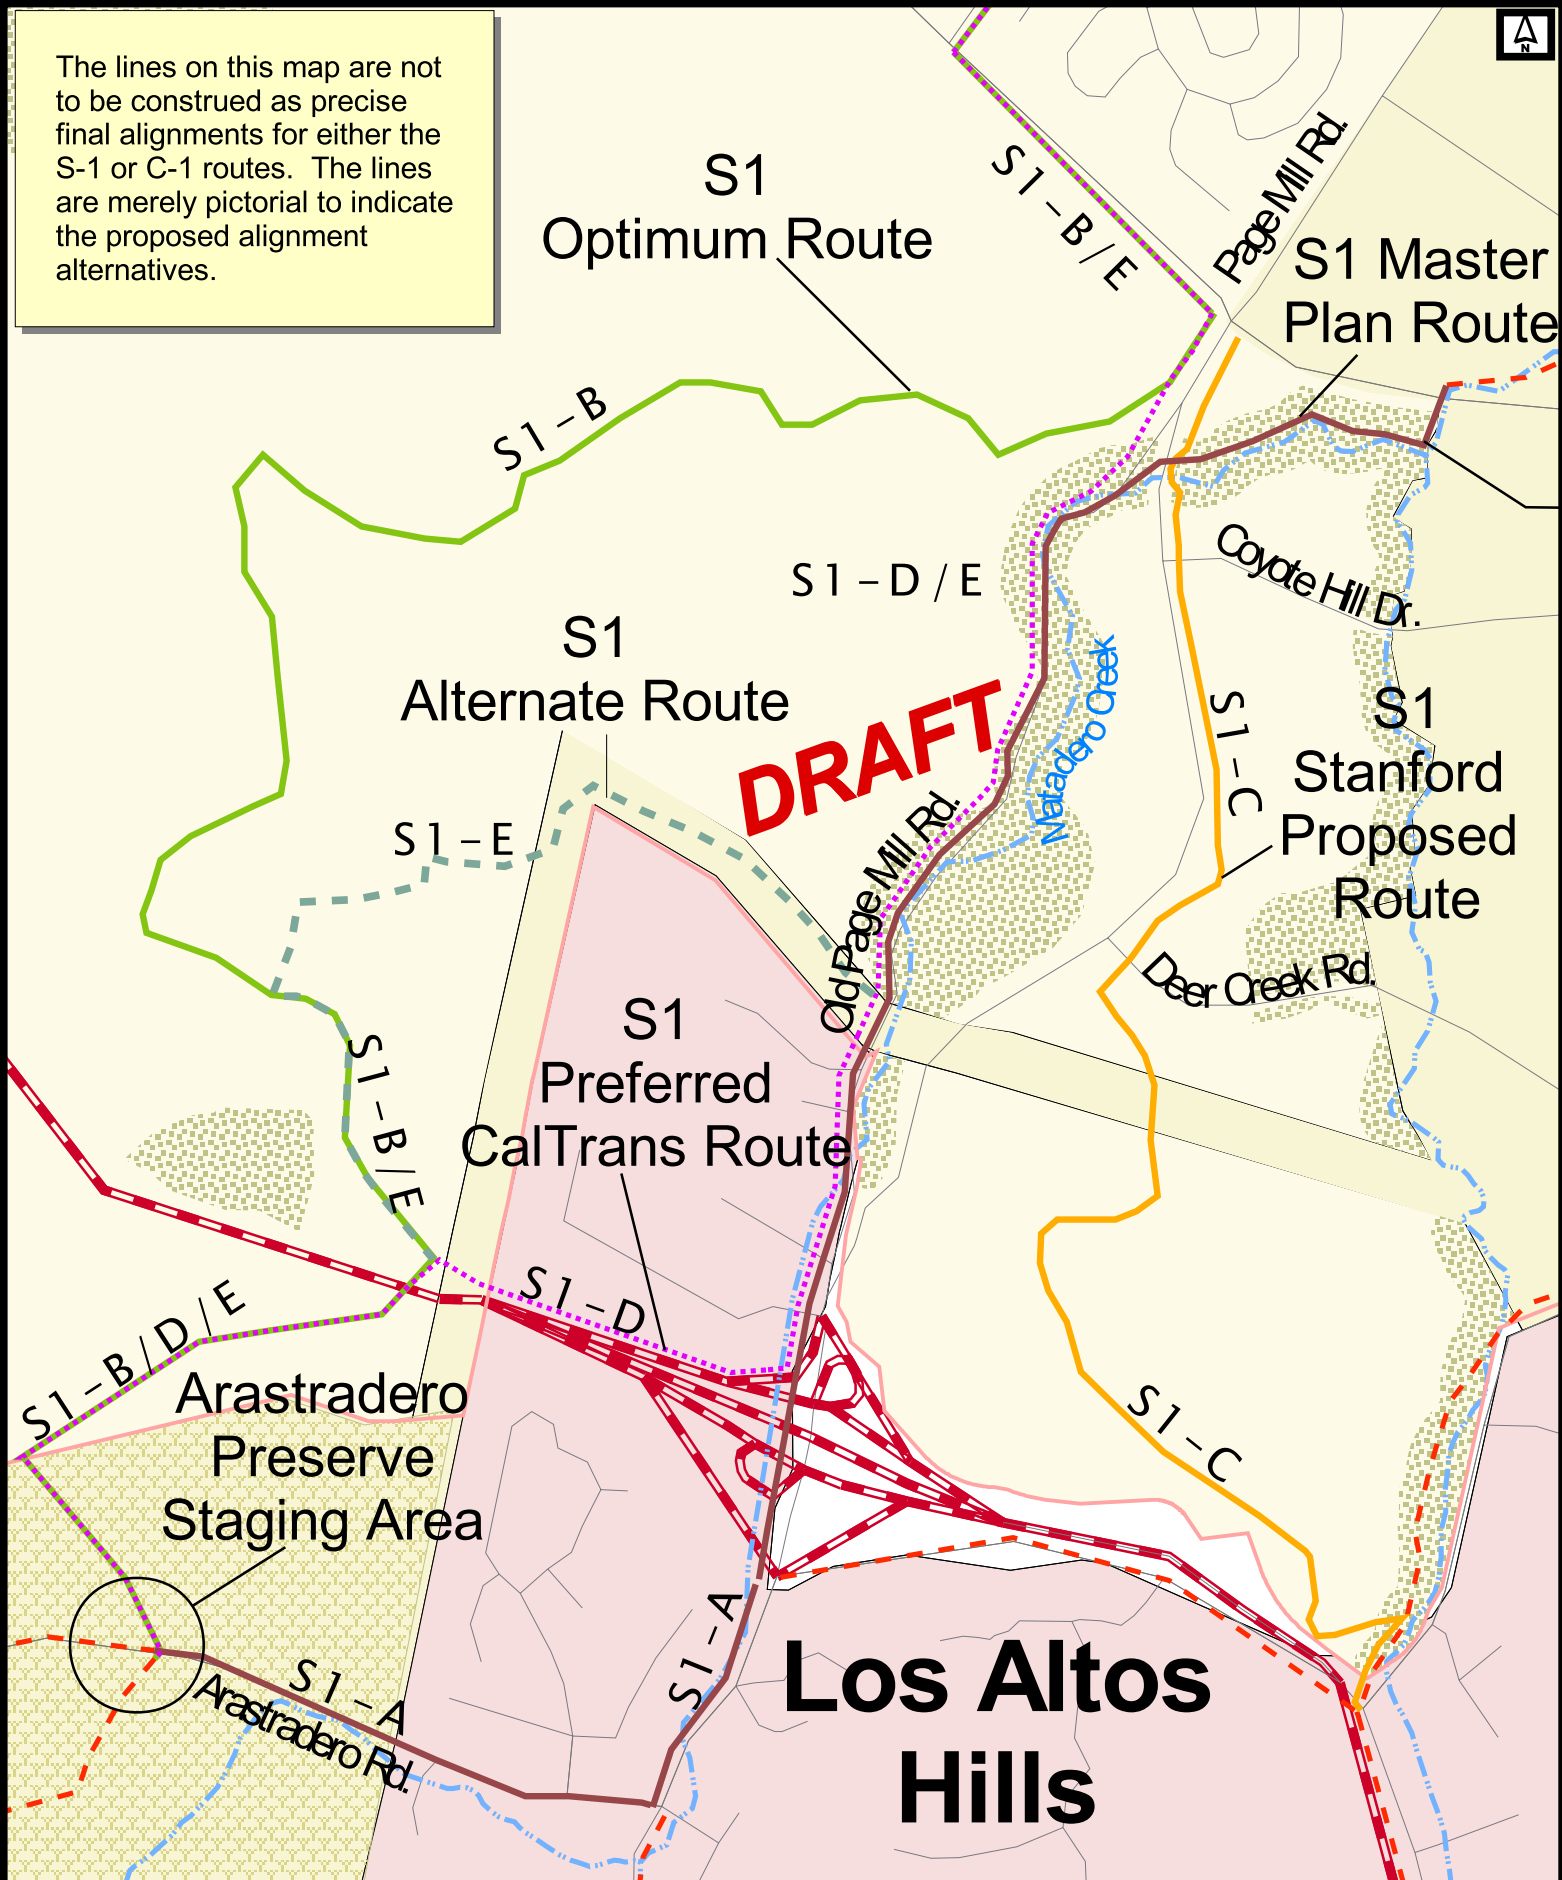 The lines on this map are not
to be construed as precise
final alignments for either the
S-1 or C-1 routes.  The lines
are merely pictorial to indicate
the proposed alignment
alternatives.
N
S1
Optimum Route
S1-B/E
Page Mill Rd.
S1 Master
Plan Route
S1-B
S1-D/E
Coyote Hill Dr.
S1
Alternate Route
DRAFT
Matadero Creek
S1-C
S1
Stanford
Proposed
Route
S1-E
Old Page Mill Rd.
Deer Creek Rd.
S1
Preferred
CalTrans Route
S1-B/E
S1-D
S1-B/D/E
Arastradero
Preserve
Staging Area
S1-C
S1-A
S1-A
Arastradero Rd.
Los Altos
Hills